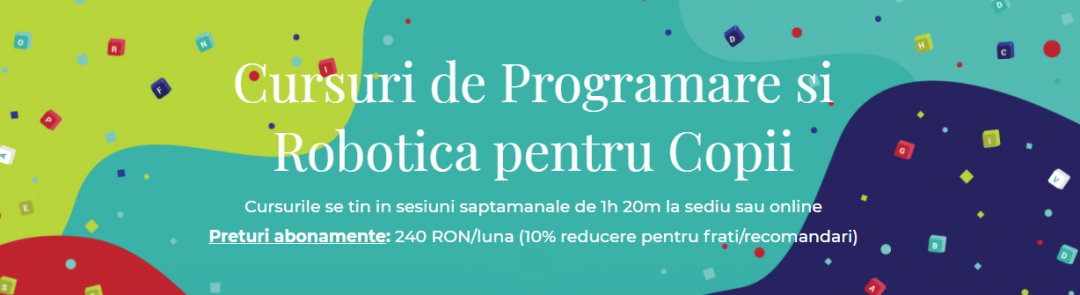 Cursuri de Programare si
Robotica pentru Copii
Cursurile se tin in sesiuni saptamanale de 1h 20m la sediu sau online
Preturi abonamente: 240 RON/luna (10% reducere pentru frati/recomandari)